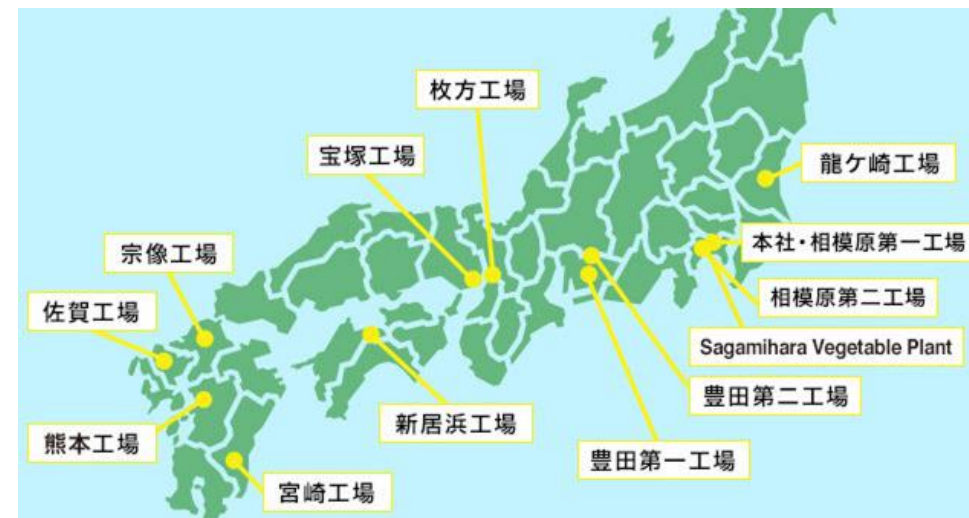 枚方工場
宝塚工場
龍ケ崎工場
宗像工場
本社・相模原第一工場
佐賀工場
相模原第二工場
Sagamihara Vegetable Plant
豊田第二工場
新居浜工場
熊本工場
豊田第一工場
宮崎工場